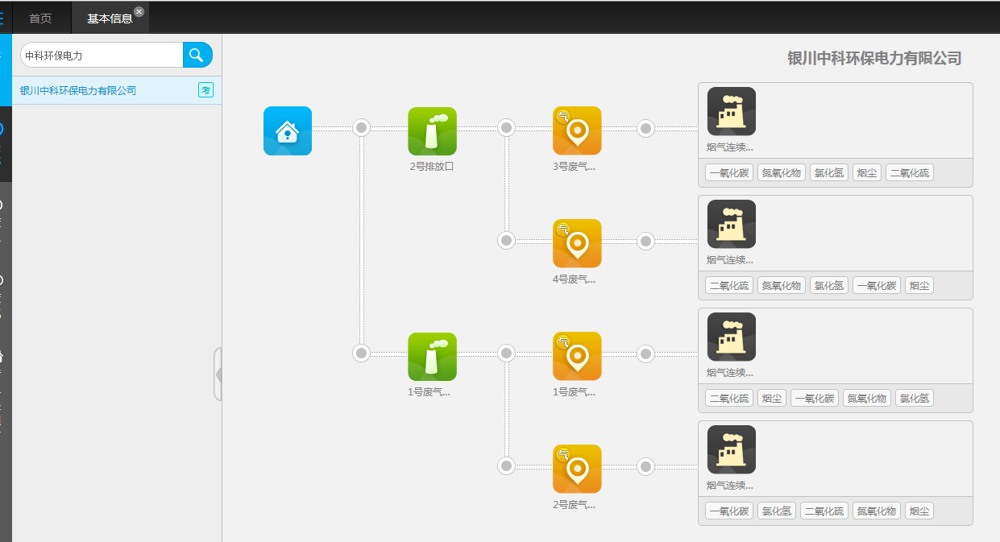 首页
基本信息
中科环保电力
银川中科环保电力有限公司
考
银川中科环保电力有限公司
2号排放口
气
3号废气...
烟气连续...
一氧化碳 氮氧化物 氯化氢 烟尘 二氧化硫
气
4号废气...
烟气连续...
二氧化硫 氮氧化物 氯化氢 一氧化碳 烟尘
1号废气...
气
1号废气...
烟气连续...
二氧化硫 烟尘 一氧化碳 氮氧化物 氯化氢
气
2号废气...
烟气连续...
一氧化碳 氯化氢 二氧化硫 氮氧化物 烟尘